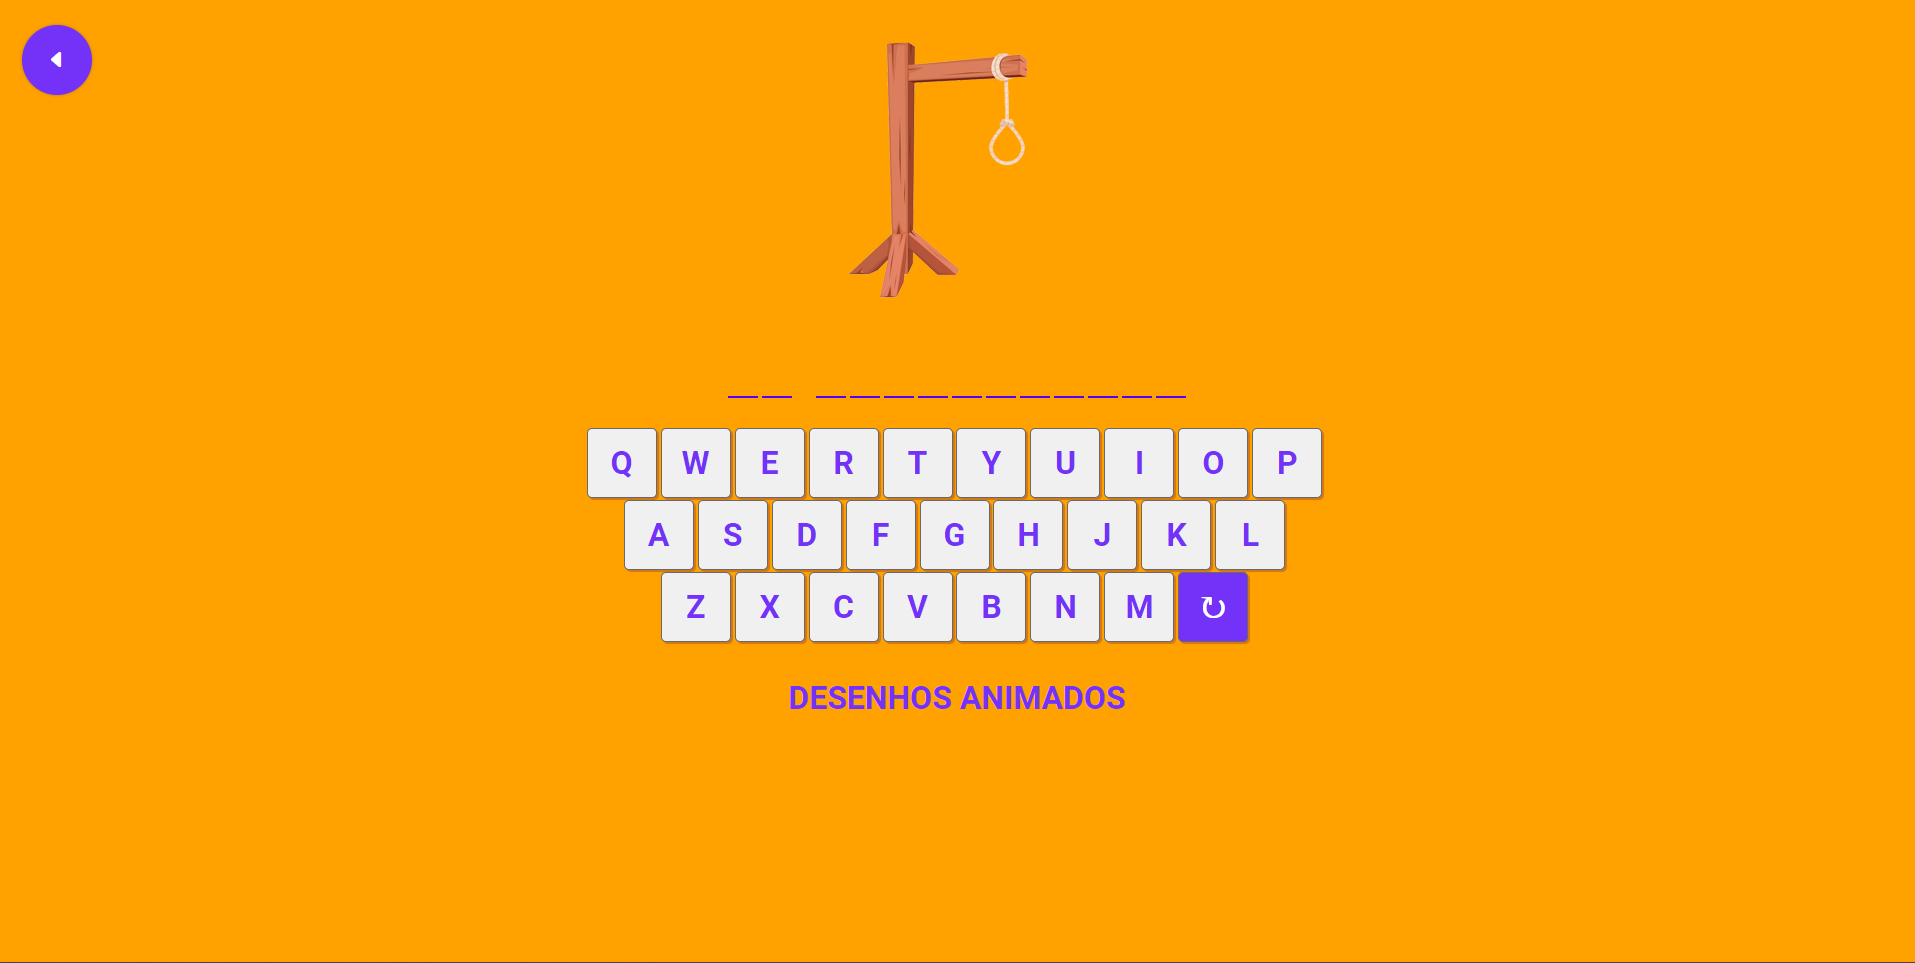 Q W E R T Y U I O P
A S D F G H J K L
Z X C V B N M ↻
DESENHOS ANIMADOS